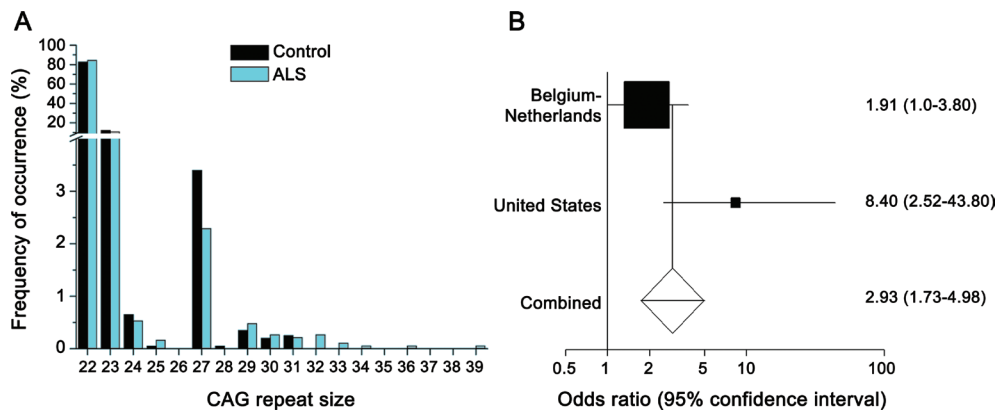 A
Frequency of occurrence (%)
100
80
60
40
20
3
2
1
0
Control
ALS
22 23 24 25 26 27 28 29 30 31 32 33 34 35 36 37 38 39
CAG repeat size
B
Belgium-
Netherlands
1.91 (1.0-3.80)
United States
8.40 (2.52-43.80)
Combined
2.93 (1.73-4.98)
0.5 1 2 5 10 100
Odds ratio (95% confidence interval)